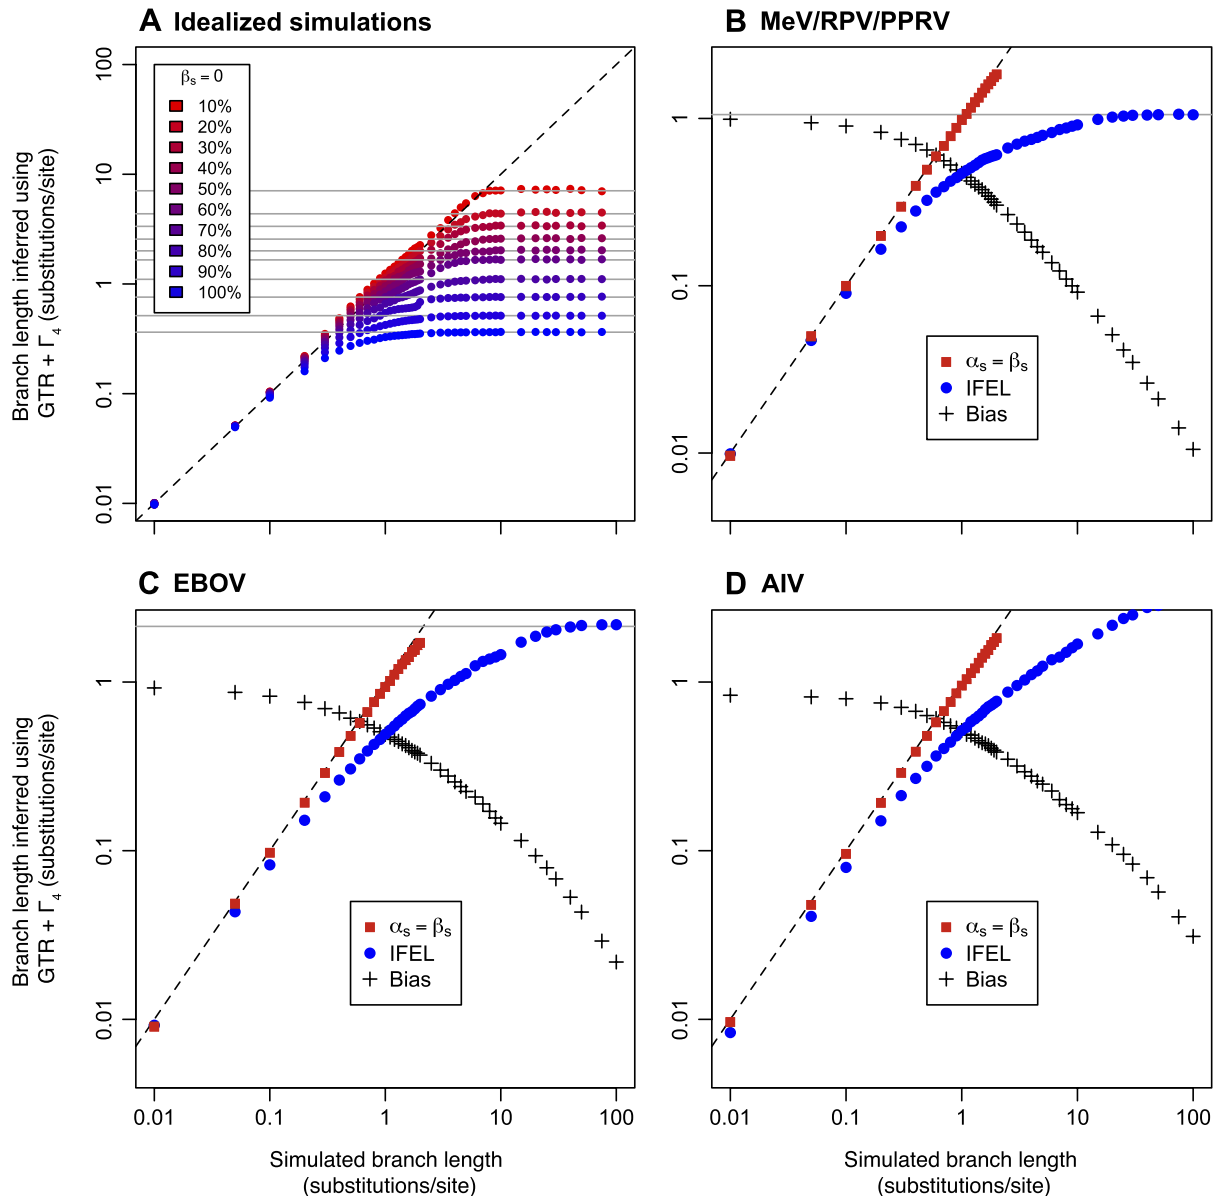 A Idealized simulations
Branch length inferred using
GTR + Γ4 (substitutions/site)
100
10
1
0.1
0.01
βs = 0
10%
20%
30%
40%
50%
60%
70%
80%
90%
100%
B MeV/RPV/PPRV
1
0.1
0.01
αs = βs
IFEL
Bias
C EBOV
Branch length inferred using
GTR + Γ4 (substitutions/site)
1
0.1
0.01
αs = βs
IFEL
Bias
0.01 0.1 1 10 100
Simulated branch length
(substitutions/site)
D AIV
1
0.1
0.01
αs = βs
IFEL
Bias
0.01 0.1 1 10 100
Simulated branch length
(substitutions/site)